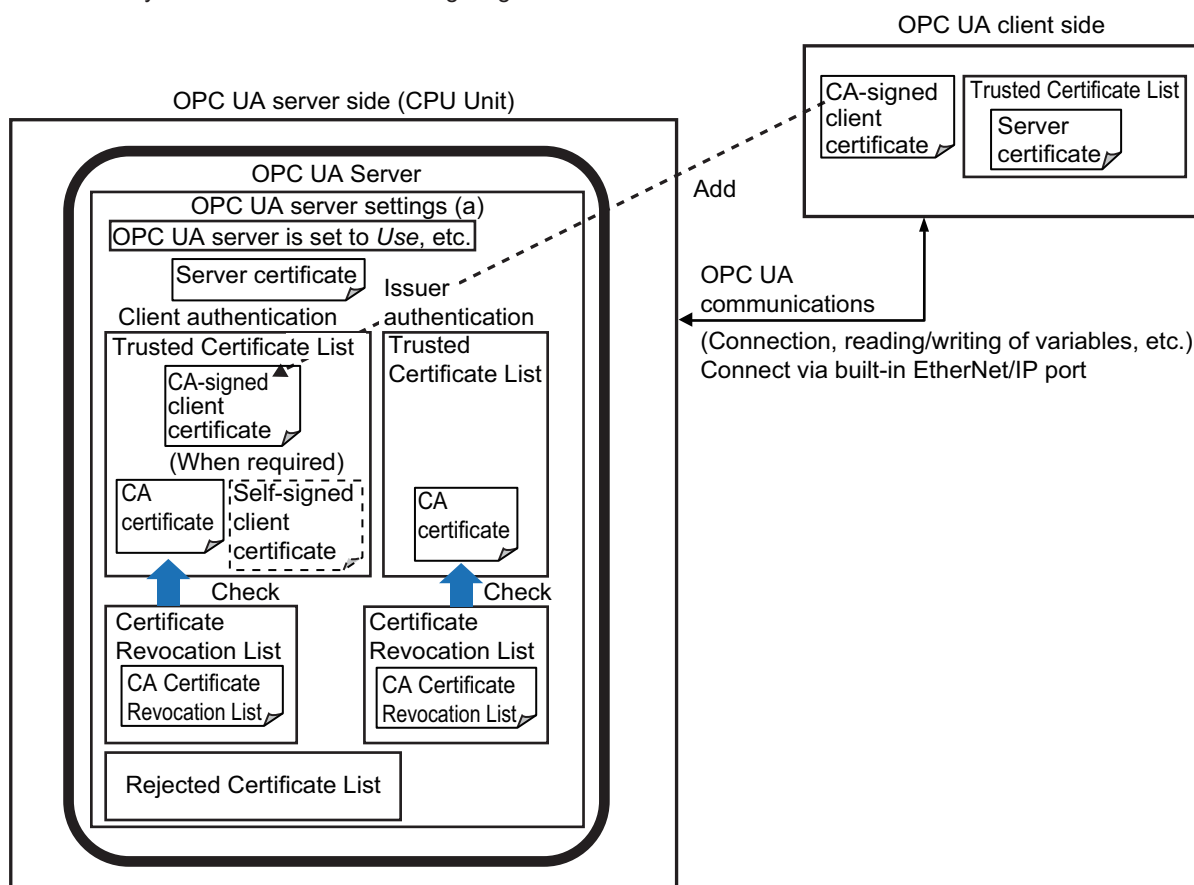 OPC UA client side
CA-signed
client
certificate
Trusted Certificate List
Server
certificate
OPC UA server side (CPU Unit)
OPC UA Server
OPC UA server settings (a)
OPC UA server is set to Use, etc.
Server certificate
Add
OPC UA
communications
(Connection, reading/writing of variables, etc.)
Connect via built-in EtherNet/IP port
Client authentication
Trusted Certificate List
CA-signed
client
certificate
(When required)
CA
certificate
Self-signed
client
certificate
Issuer
authentication
Trusted
Certificate List
CA
certificate
Check
Certificate
Revocation List
CA Certificate
Revocation List
Check
Certificate
Revocation List
CA Certificate
Revocation List
Rejected Certificate List